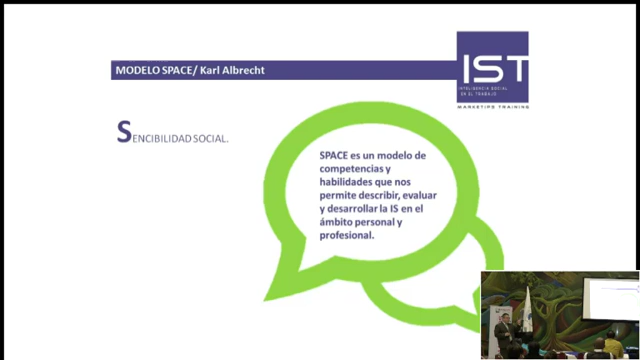 MODELO SPACE/ Karl Albrecht
IST
INTELIGENCIA SOCIAL
EN EL TRABAJO
MARKETIPS TRAINING
SENCIBILIDAD SOCIAL.
SPACE es un modelo de
competencias y
habilidades que nos
permite describir, evaluar
y desarrollar la IS en el
ámbito personal y
profesional.